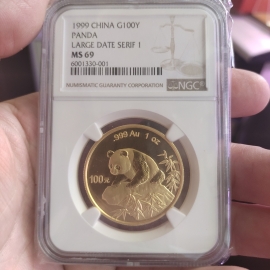 1999 CHINA G100Y
PANDA
LARGE DATE SERIF 1
MS 69
6001330-001
NUMISMATIC GUARANTY CORPORATION
NGC
.999 Au 1 oz
100元